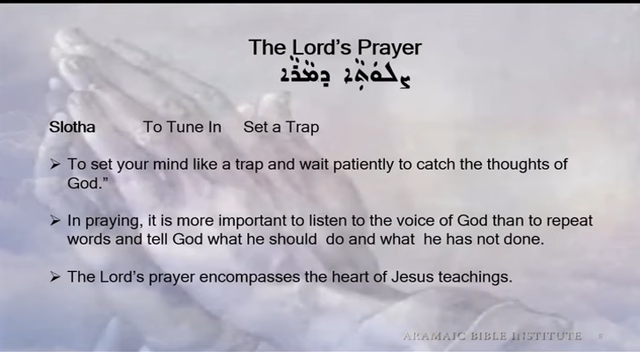 The Lord's Prayer
ܨܠܘܬܐ ܕܡܪܐ
Slotha To Tune In Set a Trap
➢ To set your mind like a trap and wait patiently to catch the thoughts of
God."
➢ In praying, it is more important to listen to the voice of God than to repeat
words and tell God what he should do and what he has not done.
➢ The Lord's prayer encompasses the heart of Jesus teachings.
ARAMAIC BIBLE INSTITUTE